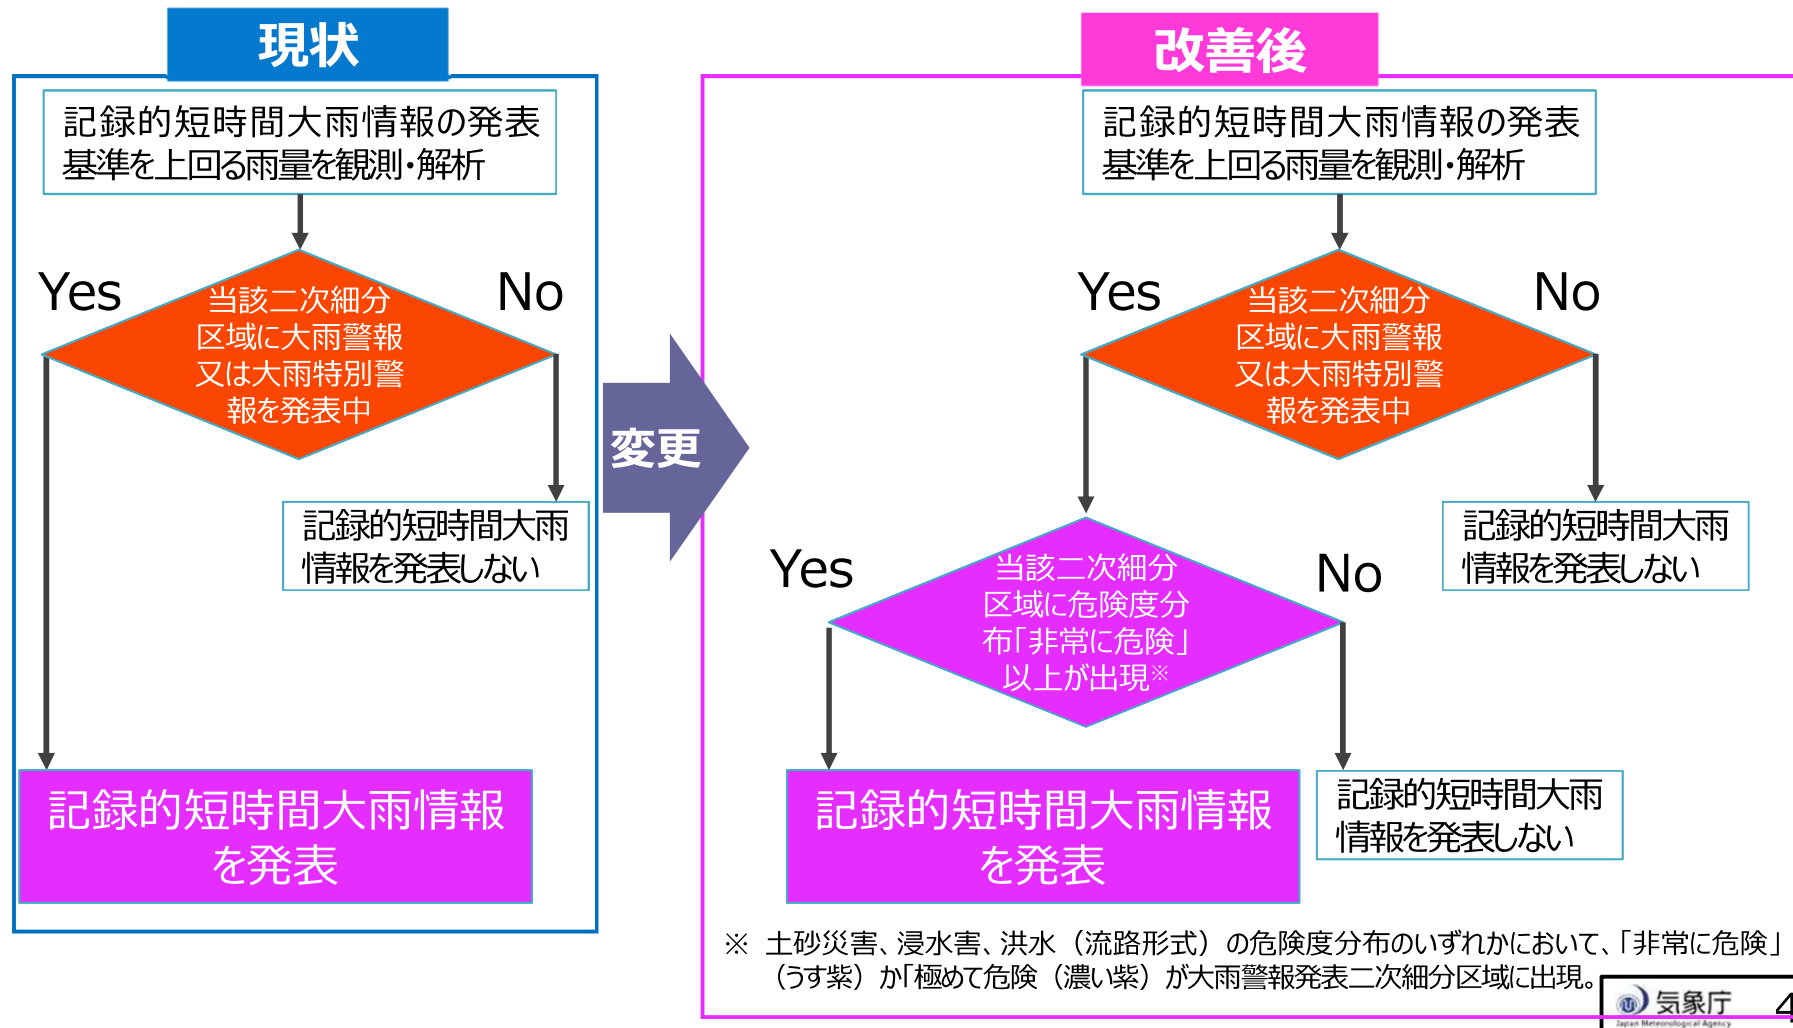 現状
記録的短時間大雨情報の発表
基準を上回る雨量を観測・解析
Yes
No
当該二次細分
区域に大雨警報
又は大雨特別警
報を発表中
記録的短時間大雨
情報を発表しない
記録的短時間大雨情報
を発表
変更
改善後
記録的短時間大雨情報の発表
基準を上回る雨量を観測・解析
Yes
No
当該二次細分
区域に大雨警報
又は大雨特別警
報を発表中
記録的短時間大雨
情報を発表しない
Yes
No
当該二次細分
区域に危険度分
布「非常に危険」
以上が出現※
記録的短時間大雨情報
を発表
記録的短時間大雨
情報を発表しない
※ 土砂災害、浸水害、洪水（流路形式）の危険度分布のいずれかにおいて、「非常に危険」
（うす紫）か「極めて危険（濃い紫）が大雨警報発表二次細分区域に出現。
気象庁
Japan Meteorological Agency
4